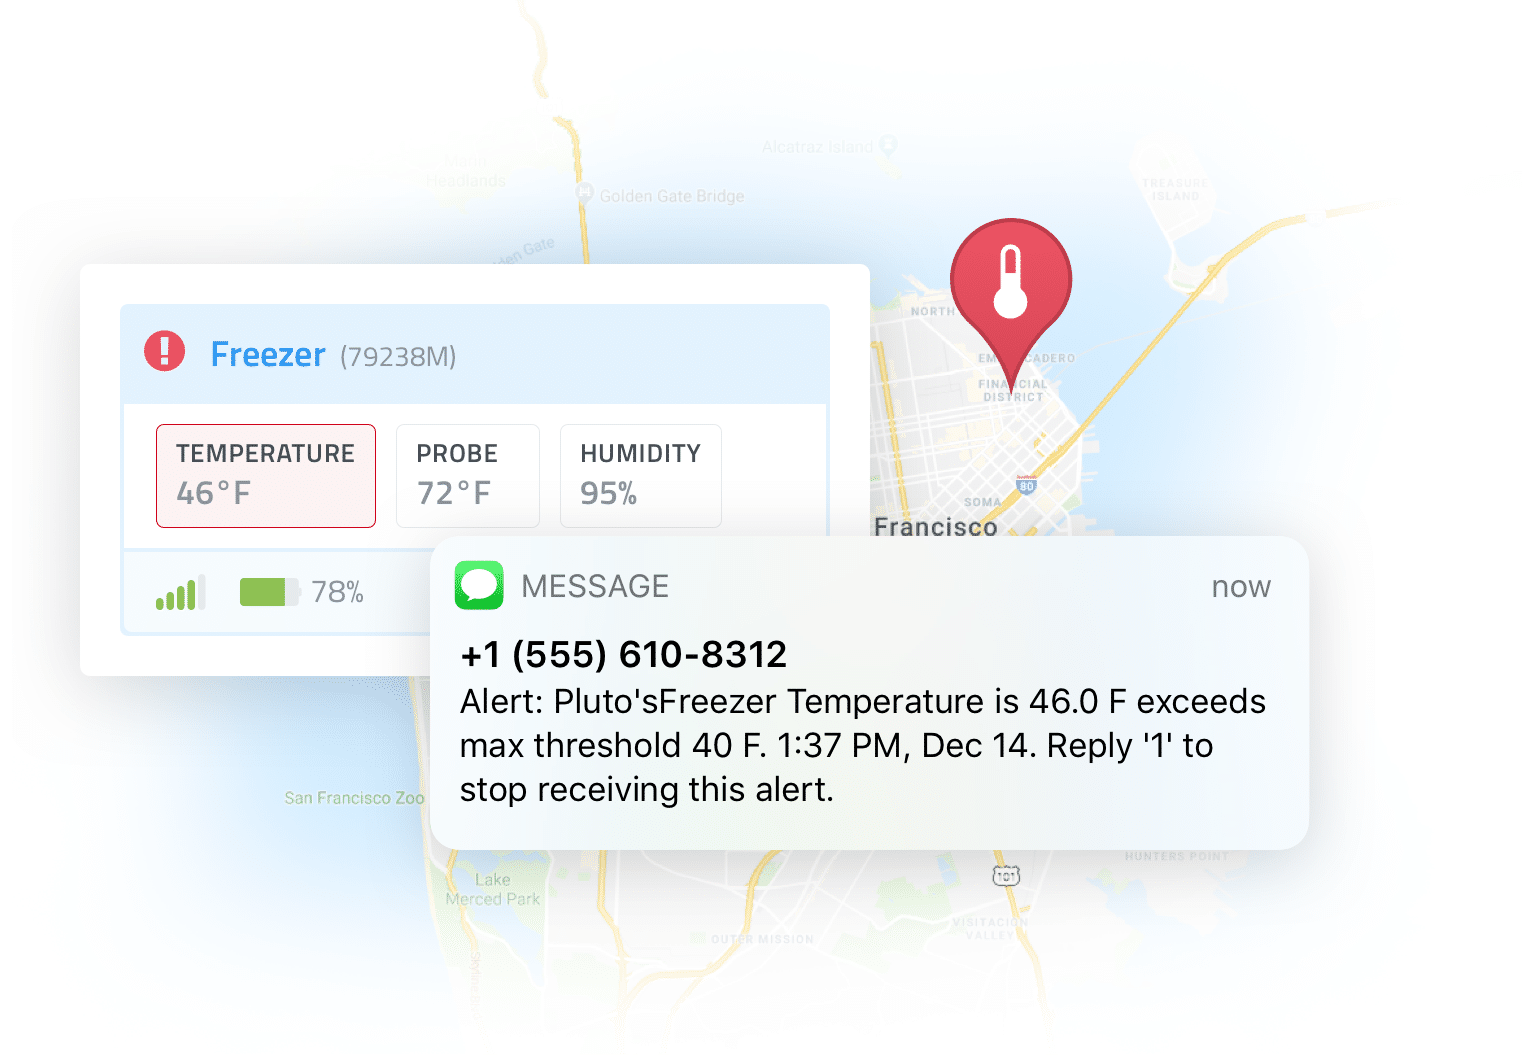 Alcatraz Island
Marin
Headlands
Golden Gate Bridge
TREASURE
ISLAND
Golden Gate
NORTH
Freezer (79238M)
EMBARCADERO
FINANCIAL
DISTRICT
TEMPERATURE
46°F
PROBE
72°F
HUMIDITY
95%
80
SOMA
Francisco
78%
MESSAGE
now
+1 (555) 610-8312
Alert: Pluto'sFreezer Temperature is 46.0 F exceeds
max threshold 40 F. 1:37 PM, Dec 14. Reply '1' to
stop receiving this alert.
San Francisco Zoo
HUNTERS POINT
101
Lake
Merced Park
VISITACION
VALLEY
OUTER MISSION